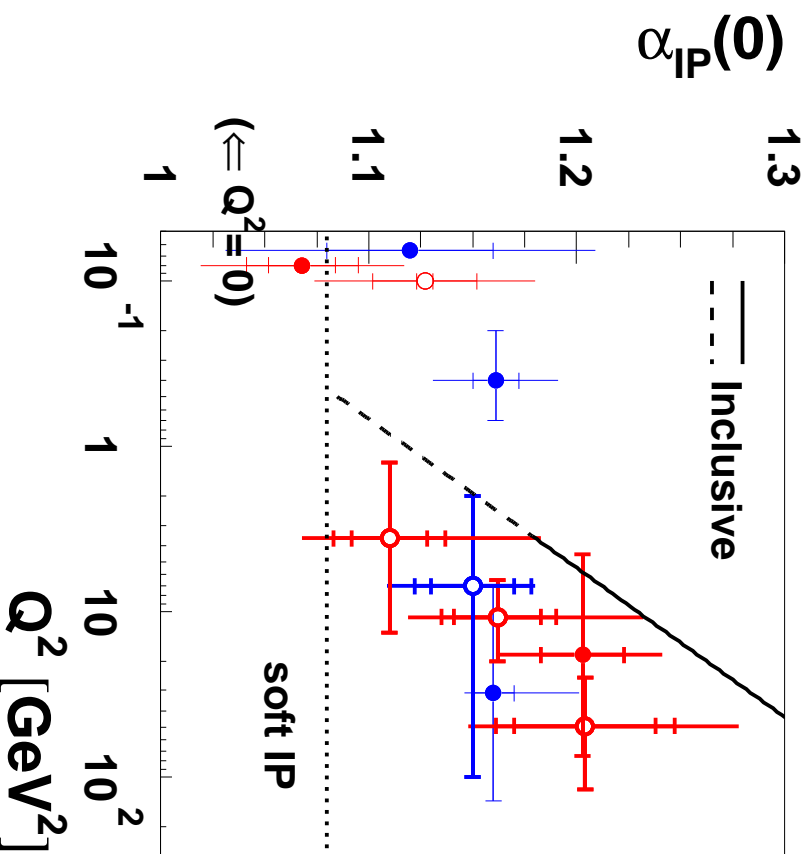 α_IP(0)
1.3
1.2
1.1
1
Inclusive
(⇐ Q²=0)
soft IP
10⁻¹
1
10
10²
Q² [GeV²]